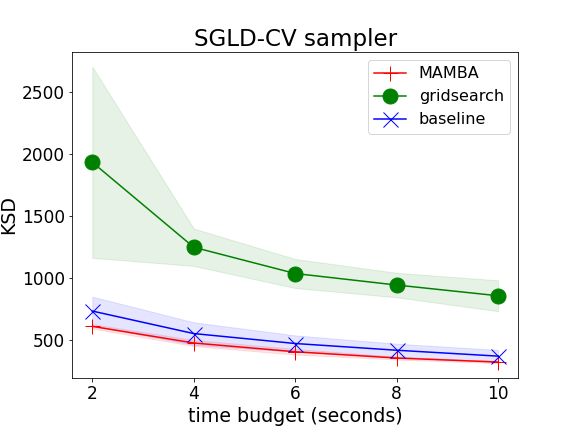 SGLD-CV sampler
MAMBA
gridsearch
baseline
KSD
2500
2000
1500
1000
500
2 4 6 8 10
time budget (seconds)